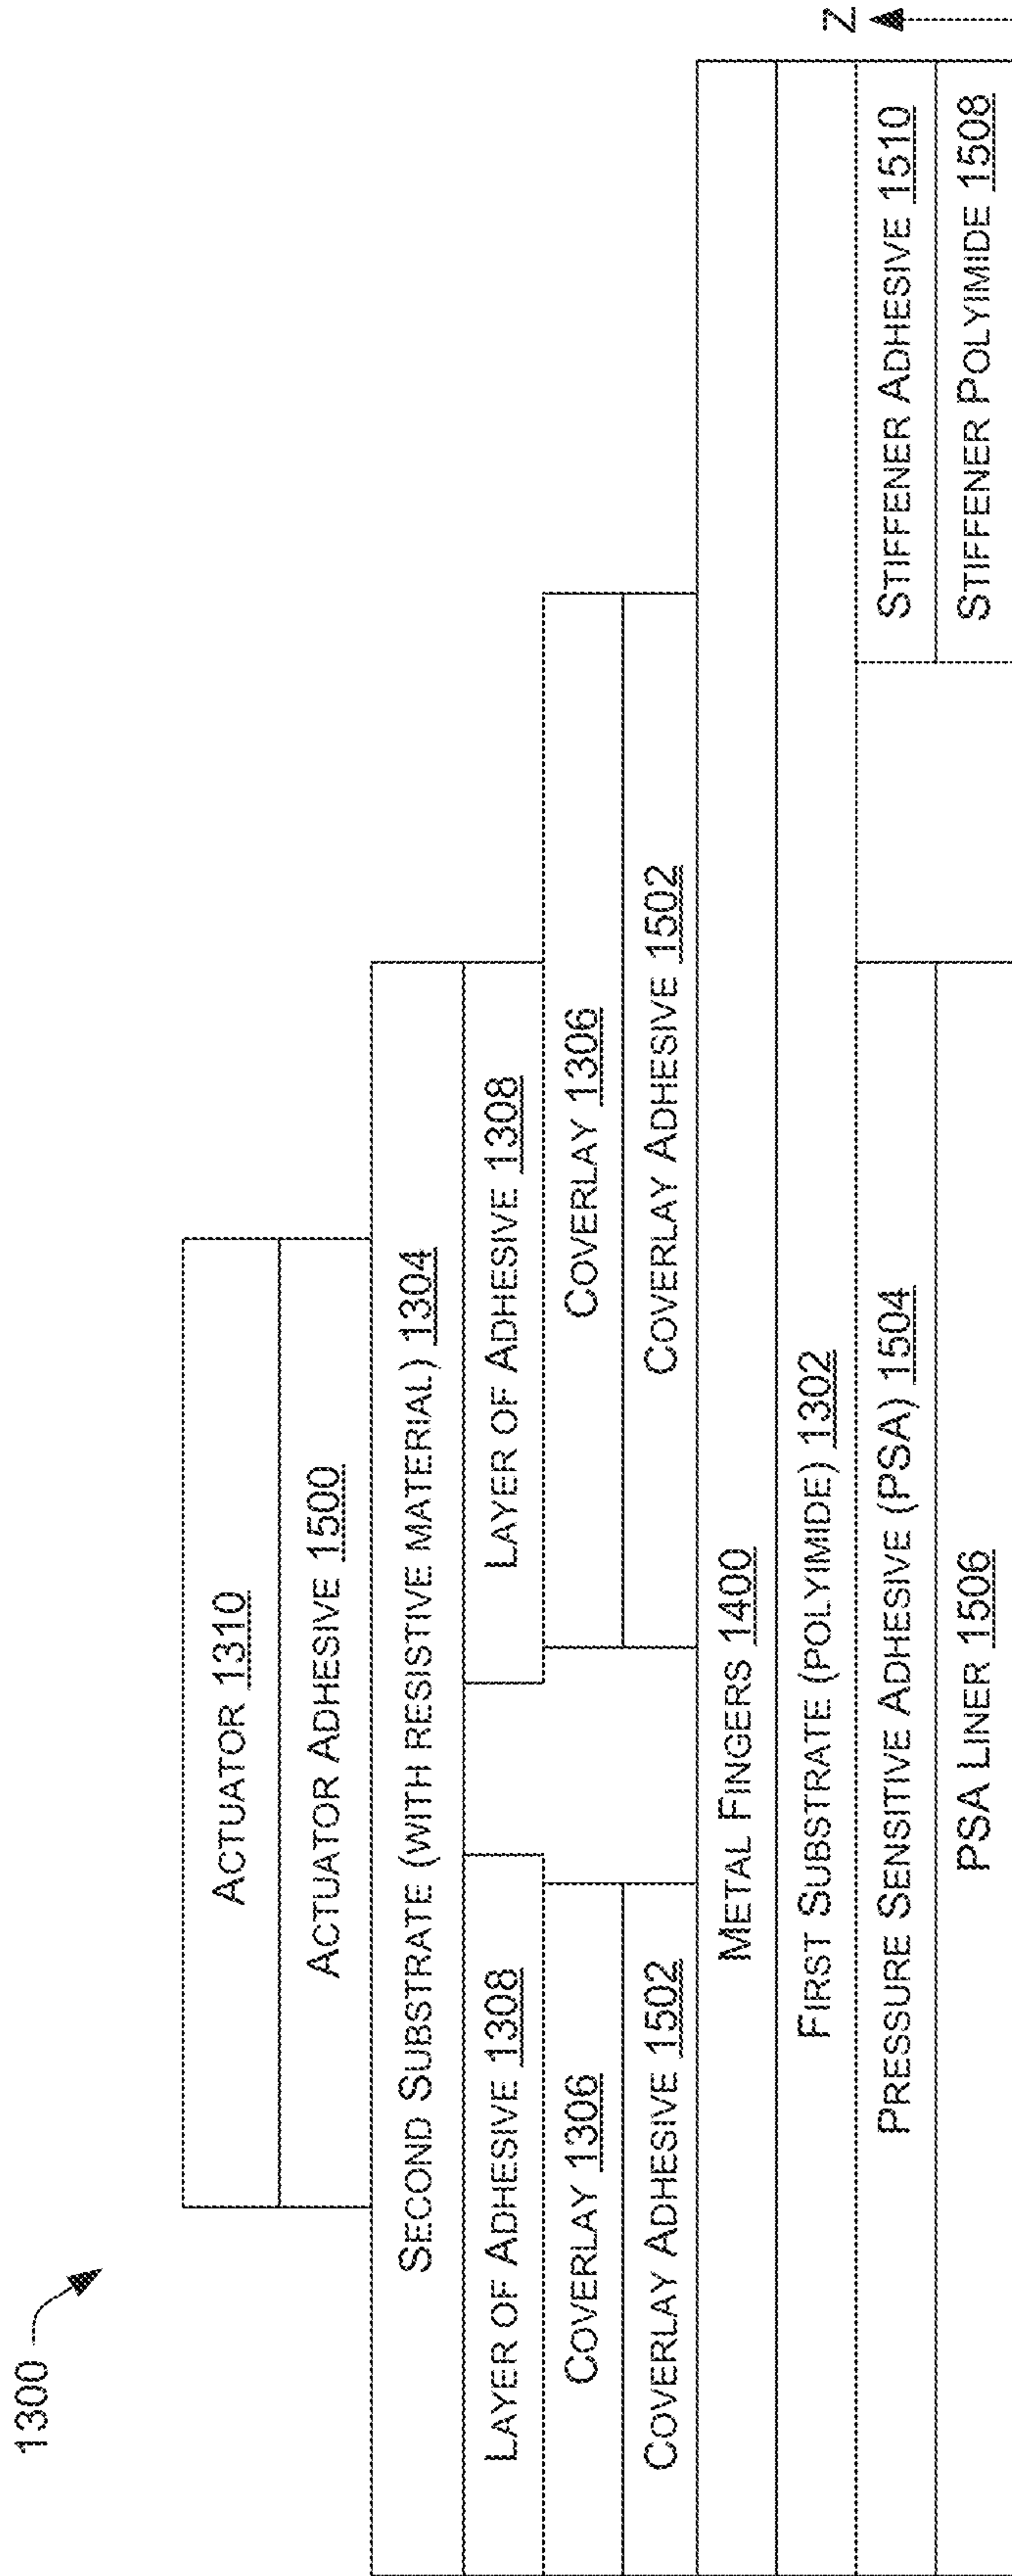 1300
Z
ACTUATOR 1310
ACTUATOR ADHESIVE 1500
SECOND SUBSTRATE (WITH RESISTIVE MATERIAL) 1304
LAYER OF ADHESIVE 1308
LAYER OF ADHESIVE 1308
COVERLAY 1306
COVERLAY 1306
COVERLAY ADHESIVE 1502
COVERLAY ADHESIVE 1502
METAL FINGERS 1400
FIRST SUBSTRATE (POLYIMIDE) 1302
PRESSURE SENSITIVE ADHESIVE (PSA) 1504
STIFFENER ADHESIVE 1510
PSA LINER 1506
STIFFENER POLYIMIDE 1508